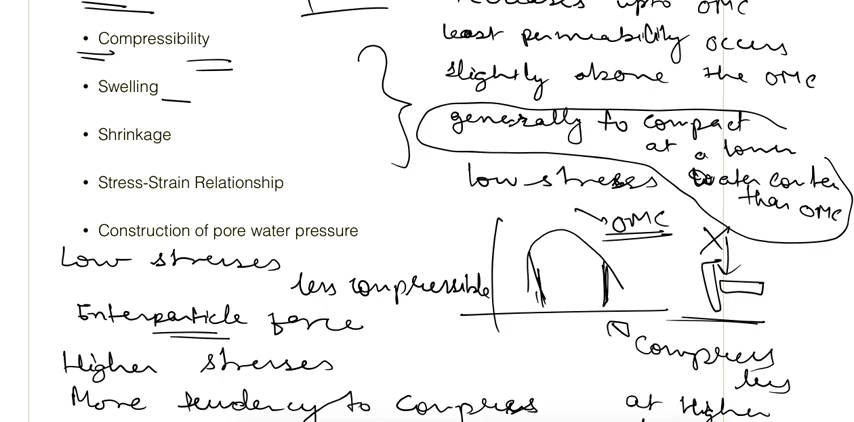 upto OMC
• Compressibility
least permeability occurs
slightly above the OMC
• Swelling
generally to compact
at a lower
water conten
than OMC
• Shrinkage
• Stress-Strain Relationship
low stresses
• Construction of pore water pressure
OMC
Low stresses
less compressible
Enterparticle force
Compress
less
Higher stresses
More tendency to compress
at Higher